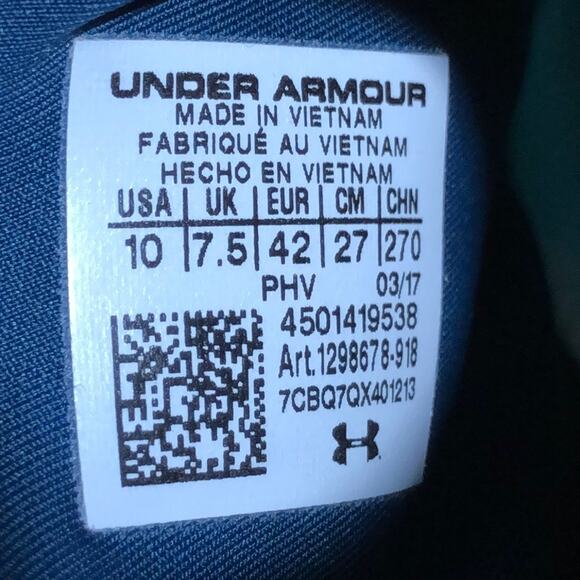 UNDER ARMOUR
MADE IN VIETNAM
FABRIQUÉ AU VIETNAM
HECHO EN VIETNAM
USA UK EUR CM CHN
10 7.5 42 27 270
PHV 03/17
4501419538
Art.1298678-918
7CBQ7QX401213